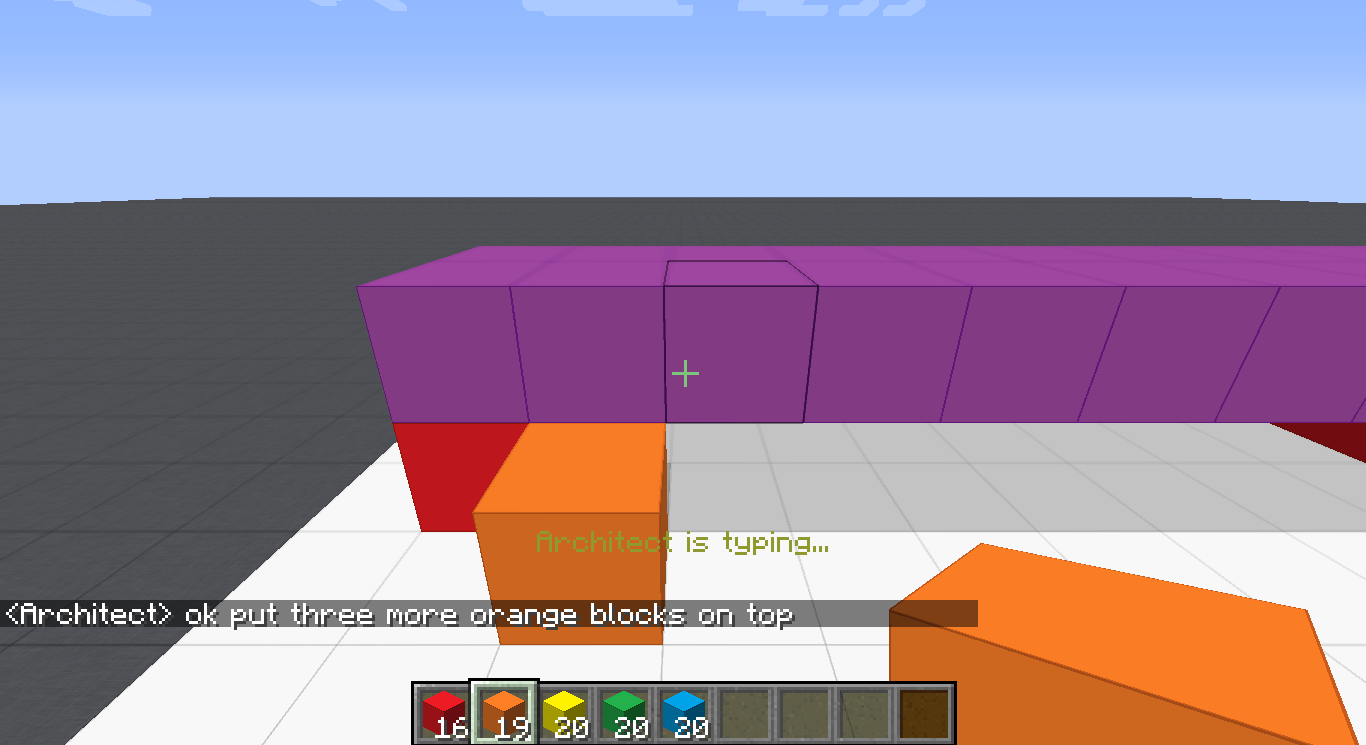 Architect is typing...
<Architect> ok put three more orange blocks on top
16 19 20 20 20